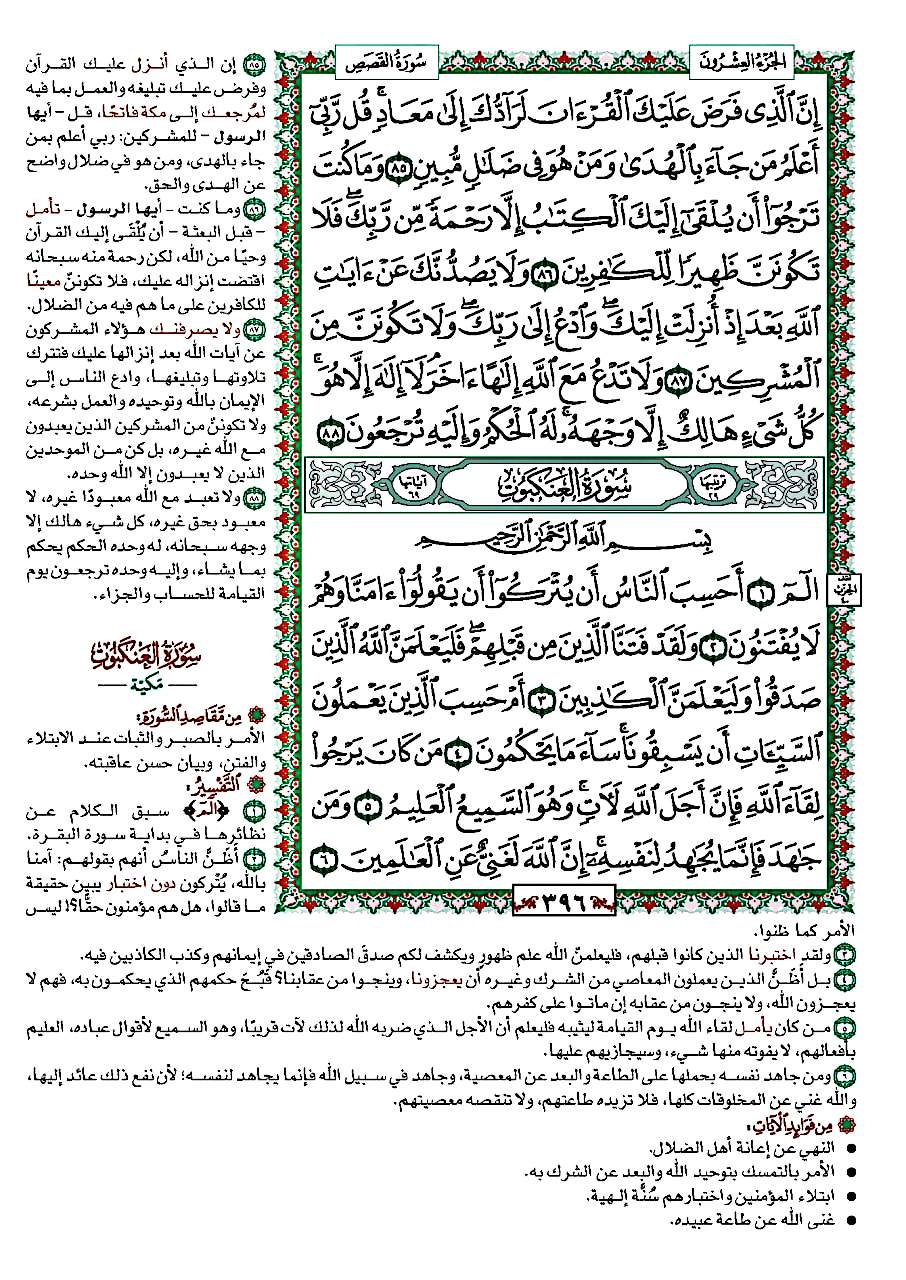 الجزء العشرون
سورة القصص
إِنَّ ٱلَّذِى فَرَضَ عَلَيْكَ ٱلْقُرْءَانَ لَرَآدُّكَ إِلَىٰ مَعَادٍۚ قُل رَّبِّىٓ
أَعْلَمُ مَن جَآءَ بِٱلْهُدَىٰ وَمَنْ هُوَ فِى ضَلَٰلٍ مُّبِينٍ ٨٥ وَمَا كُنتَ
تَرْجُوٓا۟ أَن يُلْقَىٰٓ إِلَيْكَ ٱلْكِتَٰبُ إِلَّا رَحْمَةً مِّن رَّبِّكَۖ فَلَا
تَكُونَنَّ ظَهِيرًا لِّلْكَٰفِرِينَ ٨٦ وَلَا يَصُدُّنَّكَ عَنْ ءَايَٰتِ
ٱللَّهِ بَعْدَ إِذْ أُنزِلَتْ إِلَيْكَۖ وَٱدْعُ إِلَىٰ رَبِّكَۖ وَلَا تَكُونَنَّ مِنَ
ٱلْمُشْرِكِينَ ٨٧ وَلَا تَدْعُ مَعَ ٱللَّهِ إِلَٰهًا ءَاخَرَۘ لَآ إِلَٰهَ إِلَّا هُوَۚ
كُلُّ شَىْءٍ هَالِكٌ إِلَّا وَجْهَهُۥۚ لَهُ ٱلْحُكْمُ وَإِلَيْهِ تُرْجَعُونَ ٨٨
ترتيبها ٢٩ سورة العنكبوت آياتها ٦٩
بِسْمِ ٱللَّهِ ٱلرَّحْمَٰنِ ٱلرَّحِيمِ
الٓمٓ ١ أَحَسِبَ ٱلنَّاسُ أَن يُتْرَكُوٓا۟ أَن يَقُولُوٓا۟ ءَامَنَّا وَهُمْ
لَا يُفْتَنُونَ ٢ وَلَقَدْ فَتَنَّا ٱلَّذِينَ مِن قَبْلِهِمْۖ فَلَيَعْلَمَنَّ ٱللَّهُ ٱلَّذِينَ
صَدَقُوا۟ وَلَيَعْلَمَنَّ ٱلْكَٰذِبِينَ ٣ أَمْ حَسِبَ ٱلَّذِينَ يَعْمَلُونَ
ٱلسَّيِّـَٔاتِ أَن يَسْبِقُونَاۚ سَآءَ مَا يَحْكُمُونَ ٤ مَن كَانَ يَرْجُوا۟
لِقَآءَ ٱللَّهِ فَإِنَّ أَجَلَ ٱللَّهِ لَءَاتٍۚ وَهُوَ ٱلسَّمِيعُ ٱلْعَلِيمُ ٥ وَمَن
جَٰهَدَ فَإِنَّمَا يُجَٰهِدُ لِنَفْسِهِۦٓۚ إِنَّ ٱللَّهَ لَغَنِىٌّ عَنِ ٱلْعَٰلَمِينَ ٦
٣٩٦
٨٥ إن الذي أنزل عليك القرآن
وفرض عليك تبليغه والعمل بما فيه
لمُرجعك إلى مكة فاتحًا، قل - أيها
الرسول - للمشركين: ربي أعلم بمن
جاء بالهدى، ومن هو في ضلال واضح
عن الهدى والحق.
٨٦ وما كنت - أيها الرسول - تأمل
- قبل البعثة - أن يُلْقَى إليك القرآن
وحيًا من الله، لكن رحمة منه سبحانه
اقتضت إنزاله عليك، فلا تكوننّ معينًا
للكافرين على ما هم فيه من الضلال.
٨٧ ولا يصرفنك هؤلاء المشركون
عن آيات الله بعد إنزالها عليك فتترك
تلاوتها وتبليغها، وادع الناس إلى
الإيمان بالله وتوحيده والعمل بشرعه،
ولا تكوننّ من المشركين الذين يعبدون
مع الله غيره، بل كن من الموحدين
الذين لا يعبدون إلا الله وحده.
٨٨ ولا تعبد مع الله معبودًا غيره، لا
معبود بحق غيره، كل شيء هالك إلا
وجهه سبحانه، له وحده الحكم يحكم
بما يشاء، وإليه وحده ترجعون يوم
القيامة للحساب والجزاء.
سورة العنكبوت
مكية
من مقاصد السورة:
الأمر بالصبر والثبات عند الابتلاء
والفتن، وبيان حسن عاقبته.
التفسير:
١ ﴿الٓمٓ﴾ سبق الكلام عن
نظائرها في بداية سورة البقرة.
٢ أَظَنَّ الناسُ أنهم بقولهم: آمنا
بالله، يُتْركون دون اختبار يبين حقيقة
ما قالوا، هل هم مؤمنون حقًّا؟! ليس
الأمر كما ظنوا.
٣ ولقد اختبرنا الذين كانوا قبلهم، فليعلمنّ الله علم ظهورٍ ويكشف لكم صدقَ الصادقين في إيمانهم وكذب الكاذبين فيه.
٤ بل أَظَنَّ الذين يعملون المعاصي من الشرك وغيره أن يعجزونا، وينجوا من عقابنا؟ قَبُحَ حكمهم الذي يحكمون به، فهم لا
يعجزون الله، ولا ينجون من عقابه إن ماتوا على كفرهم.
٥ من كان يأمل لقاء الله يوم القيامة ليثيبه فليعلم أن الأجل الذي ضربه الله لذلك لآت قريبًا، وهو السميع لأقوال عباده، العليم
بأفعالهم، لا يفوته منها شيء، وسيجازيهم عليها.
٦ ومن جاهد نفسه بحملها على الطاعة والبعد عن المعصية، وجاهد في سبيل الله فإنما يجاهد لنفسه؛ لأن نفع ذلك عائد إليها،
والله غني عن المخلوقات كلها، فلا تزيده طاعتهم، ولا تنقصه معصيتهم.
من فوائد الآيات:
• النهي عن إعانة أهل الضلال.
• الأمر بالتمسك بتوحيد الله والبعد عن الشرك به.
• ابتلاء المؤمنين واختبارهم سُنَّة إلهية.
• غنى الله عن طاعة عبيده.